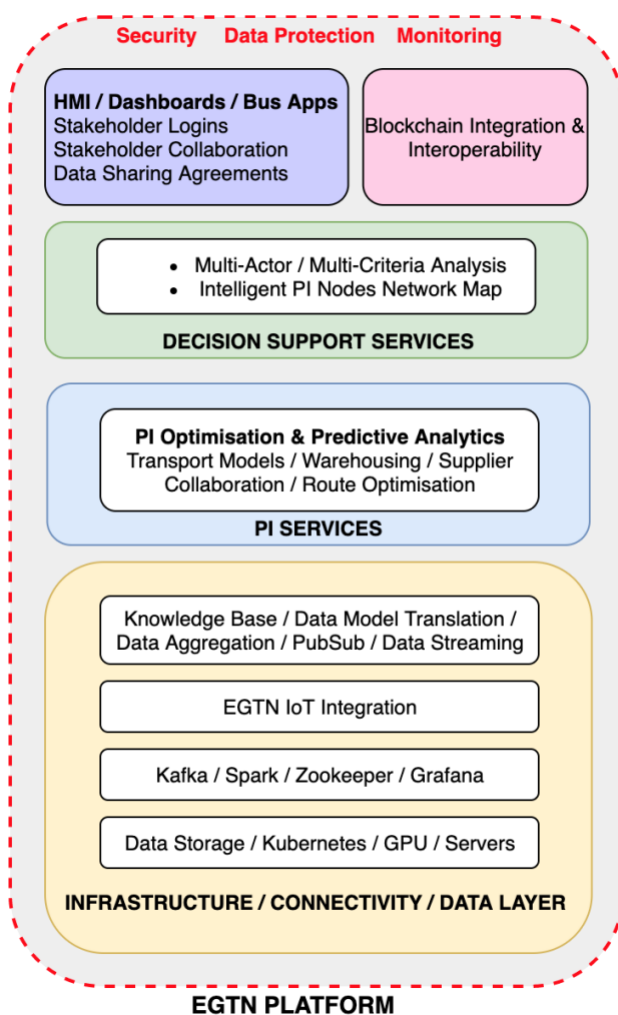 Security Data Protection Monitoring
HMI / Dashboards / Bus Apps
Stakeholder Logins
Stakeholder Collaboration
Data Sharing Agreements
Blockchain Integration &
Interoperability
• Multi-Actor / Multi-Criteria Analysis
• Intelligent PI Nodes Network Map
DECISION SUPPORT SERVICES
PI Optimisation & Predictive Analytics
Transport Models / Warehousing / Supplier
Collaboration / Route Optimisation
PI SERVICES
Knowledge Base / Data Model Translation /
Data Aggregation / PubSub / Data Streaming
EGTN IoT Integration
Kafka / Spark / Zookeeper / Grafana
Data Storage / Kubernetes / GPU / Servers
INFRASTRUCTURE / CONNECTIVITY / DATA LAYER
EGTN PLATFORM